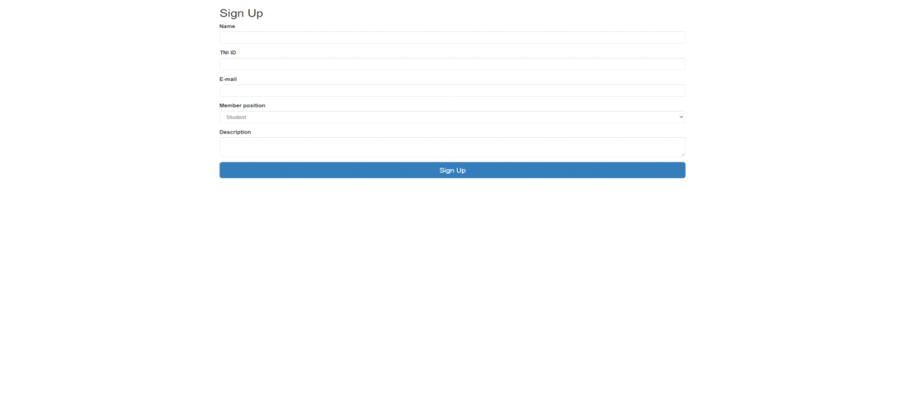 Sign Up
Name
TNI ID
E-mail
Member position
Student
Description
Sign Up